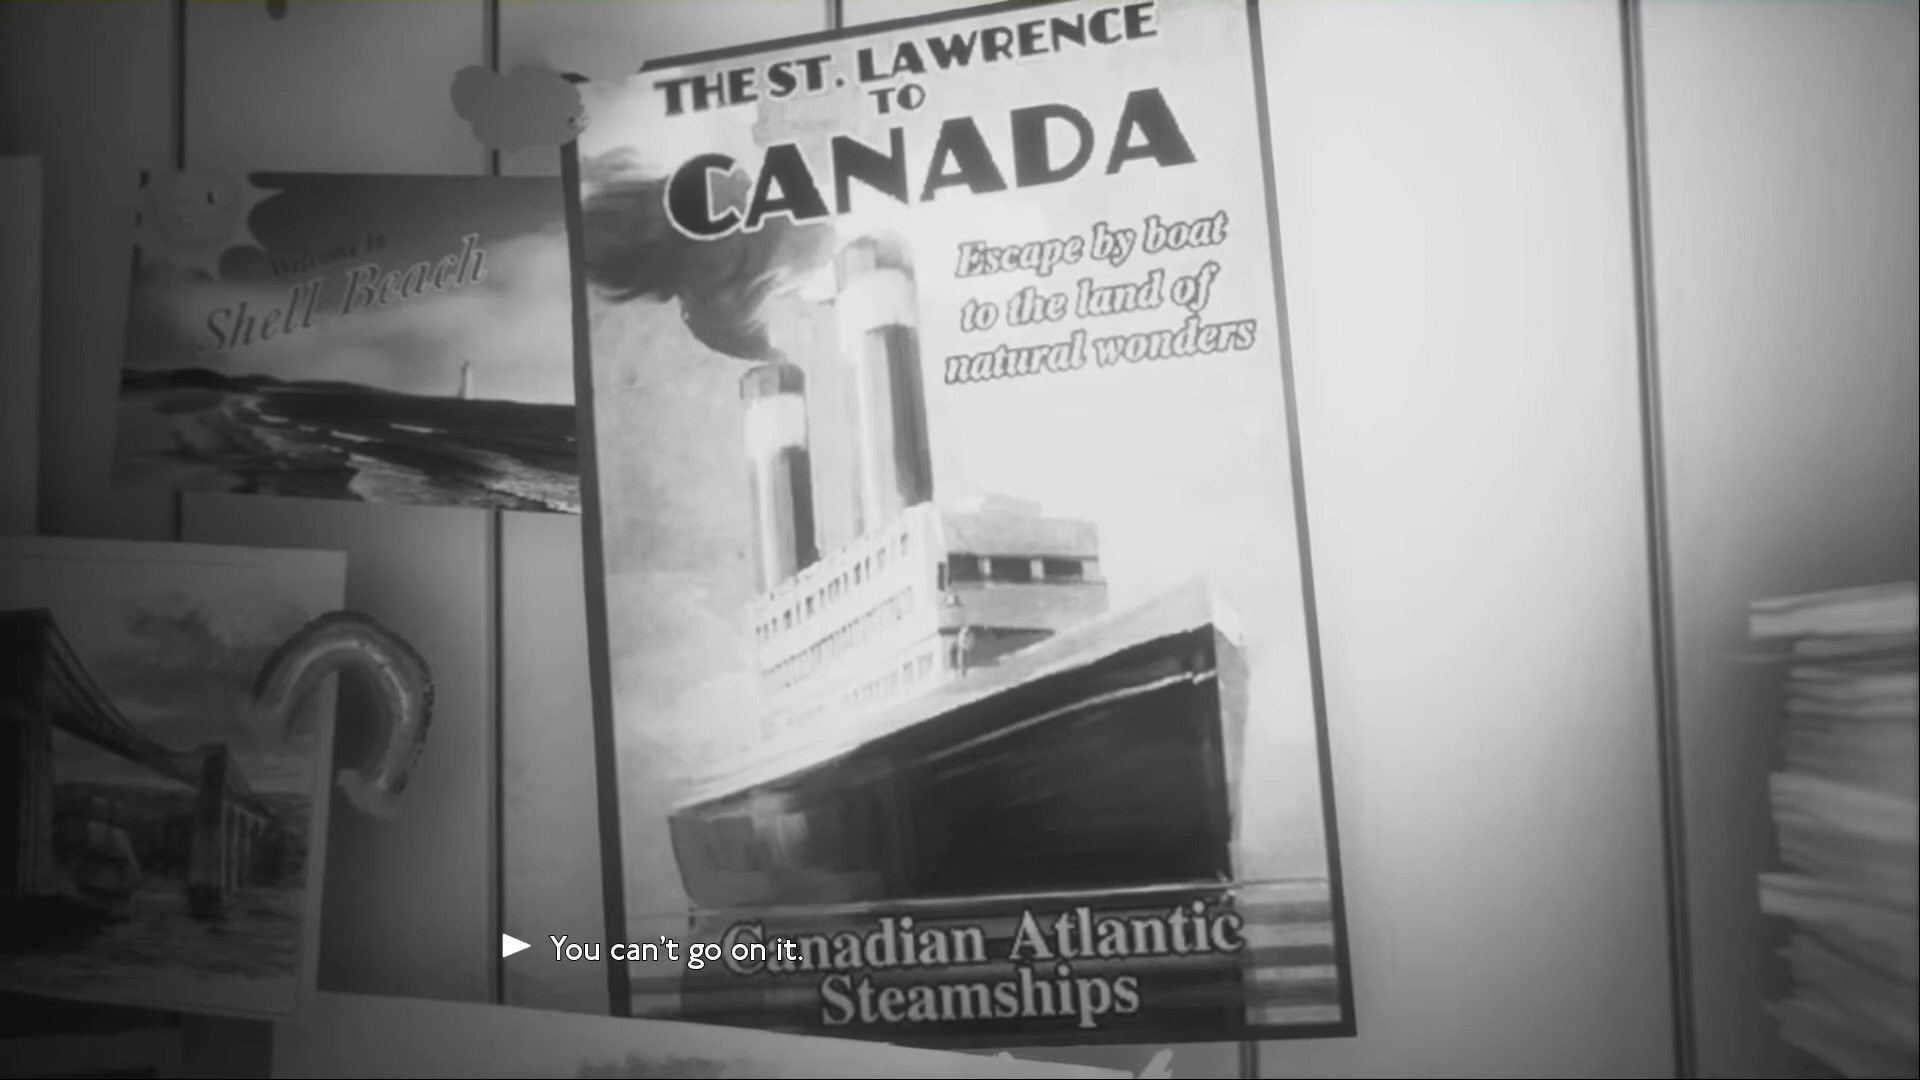 THE ST. LAWRENCE
TO
CANADA
Escape by boat
to the land of
natural wonders
Welcome to
Shell Beach
You can't go on it.
Canadian Atlantic
Steamships